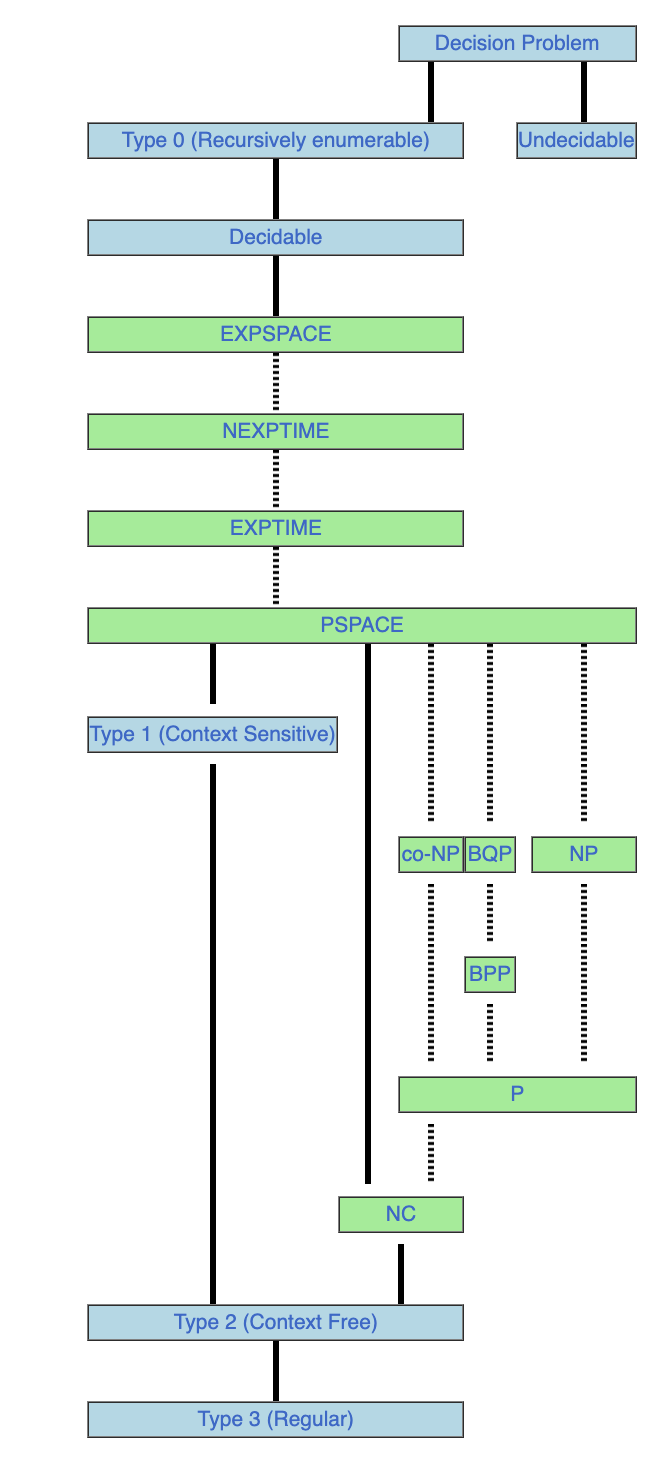 Decision Problem
Type 0 (Recursively enumerable)
Undecidable
Decidable
EXPSPACE
NEXPTIME
EXPTIME
PSPACE
Type 1 (Context Sensitive)
co-NP
BQP
NP
BPP
P
NC
Type 2 (Context Free)
Type 3 (Regular)